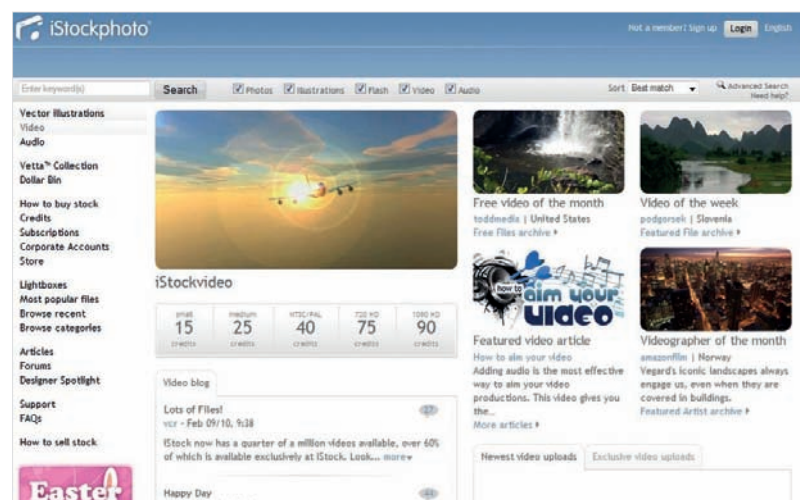 iStockphoto
Not a member? Sign up Login English
Enter keyword(s) Search Photos Illustrations Flash Video Audio Sort Best match Advanced Search
Need help?
Vector illustrations
Video
Audio
Vetta™ Collection
Dollar Bin
How to buy stock
Credits
Subscriptions
Corporate Accounts
Store
Lightboxes
Most popular files
Browse recent
Browse categories
Articles
Forums
Designer Spotlight
Support
FAQs
How to sell stock
Easter
iStockvideo
small medium NTSC/PAL 720 HD 1080 HD
15 25 40 75 90
credits credits credits credits credits
Video blog
Lots of Files! 27
vcr - Feb 09/10, 9:38
iStock now has a quarter of a million videos available, over 60%
of which is available exclusively at iStock. Look... more
Happy Day
Free video of the month
toddmedia | United States
Free Files archive
Video of the week
podgorsek | Slovenia
Featured File archive
how to
aim your
video
Featured video article
How to aim your video
Adding audio is the most effective
way to aim your video
productions. This video gives you
the...
More articles
Videographer of the month
amazonfilm | Norway
Vegard's iconic landscapes always
engage us, even when they are
covered in buildings.
Featured Artist archive
Newest video uploads Exclusive video uploads